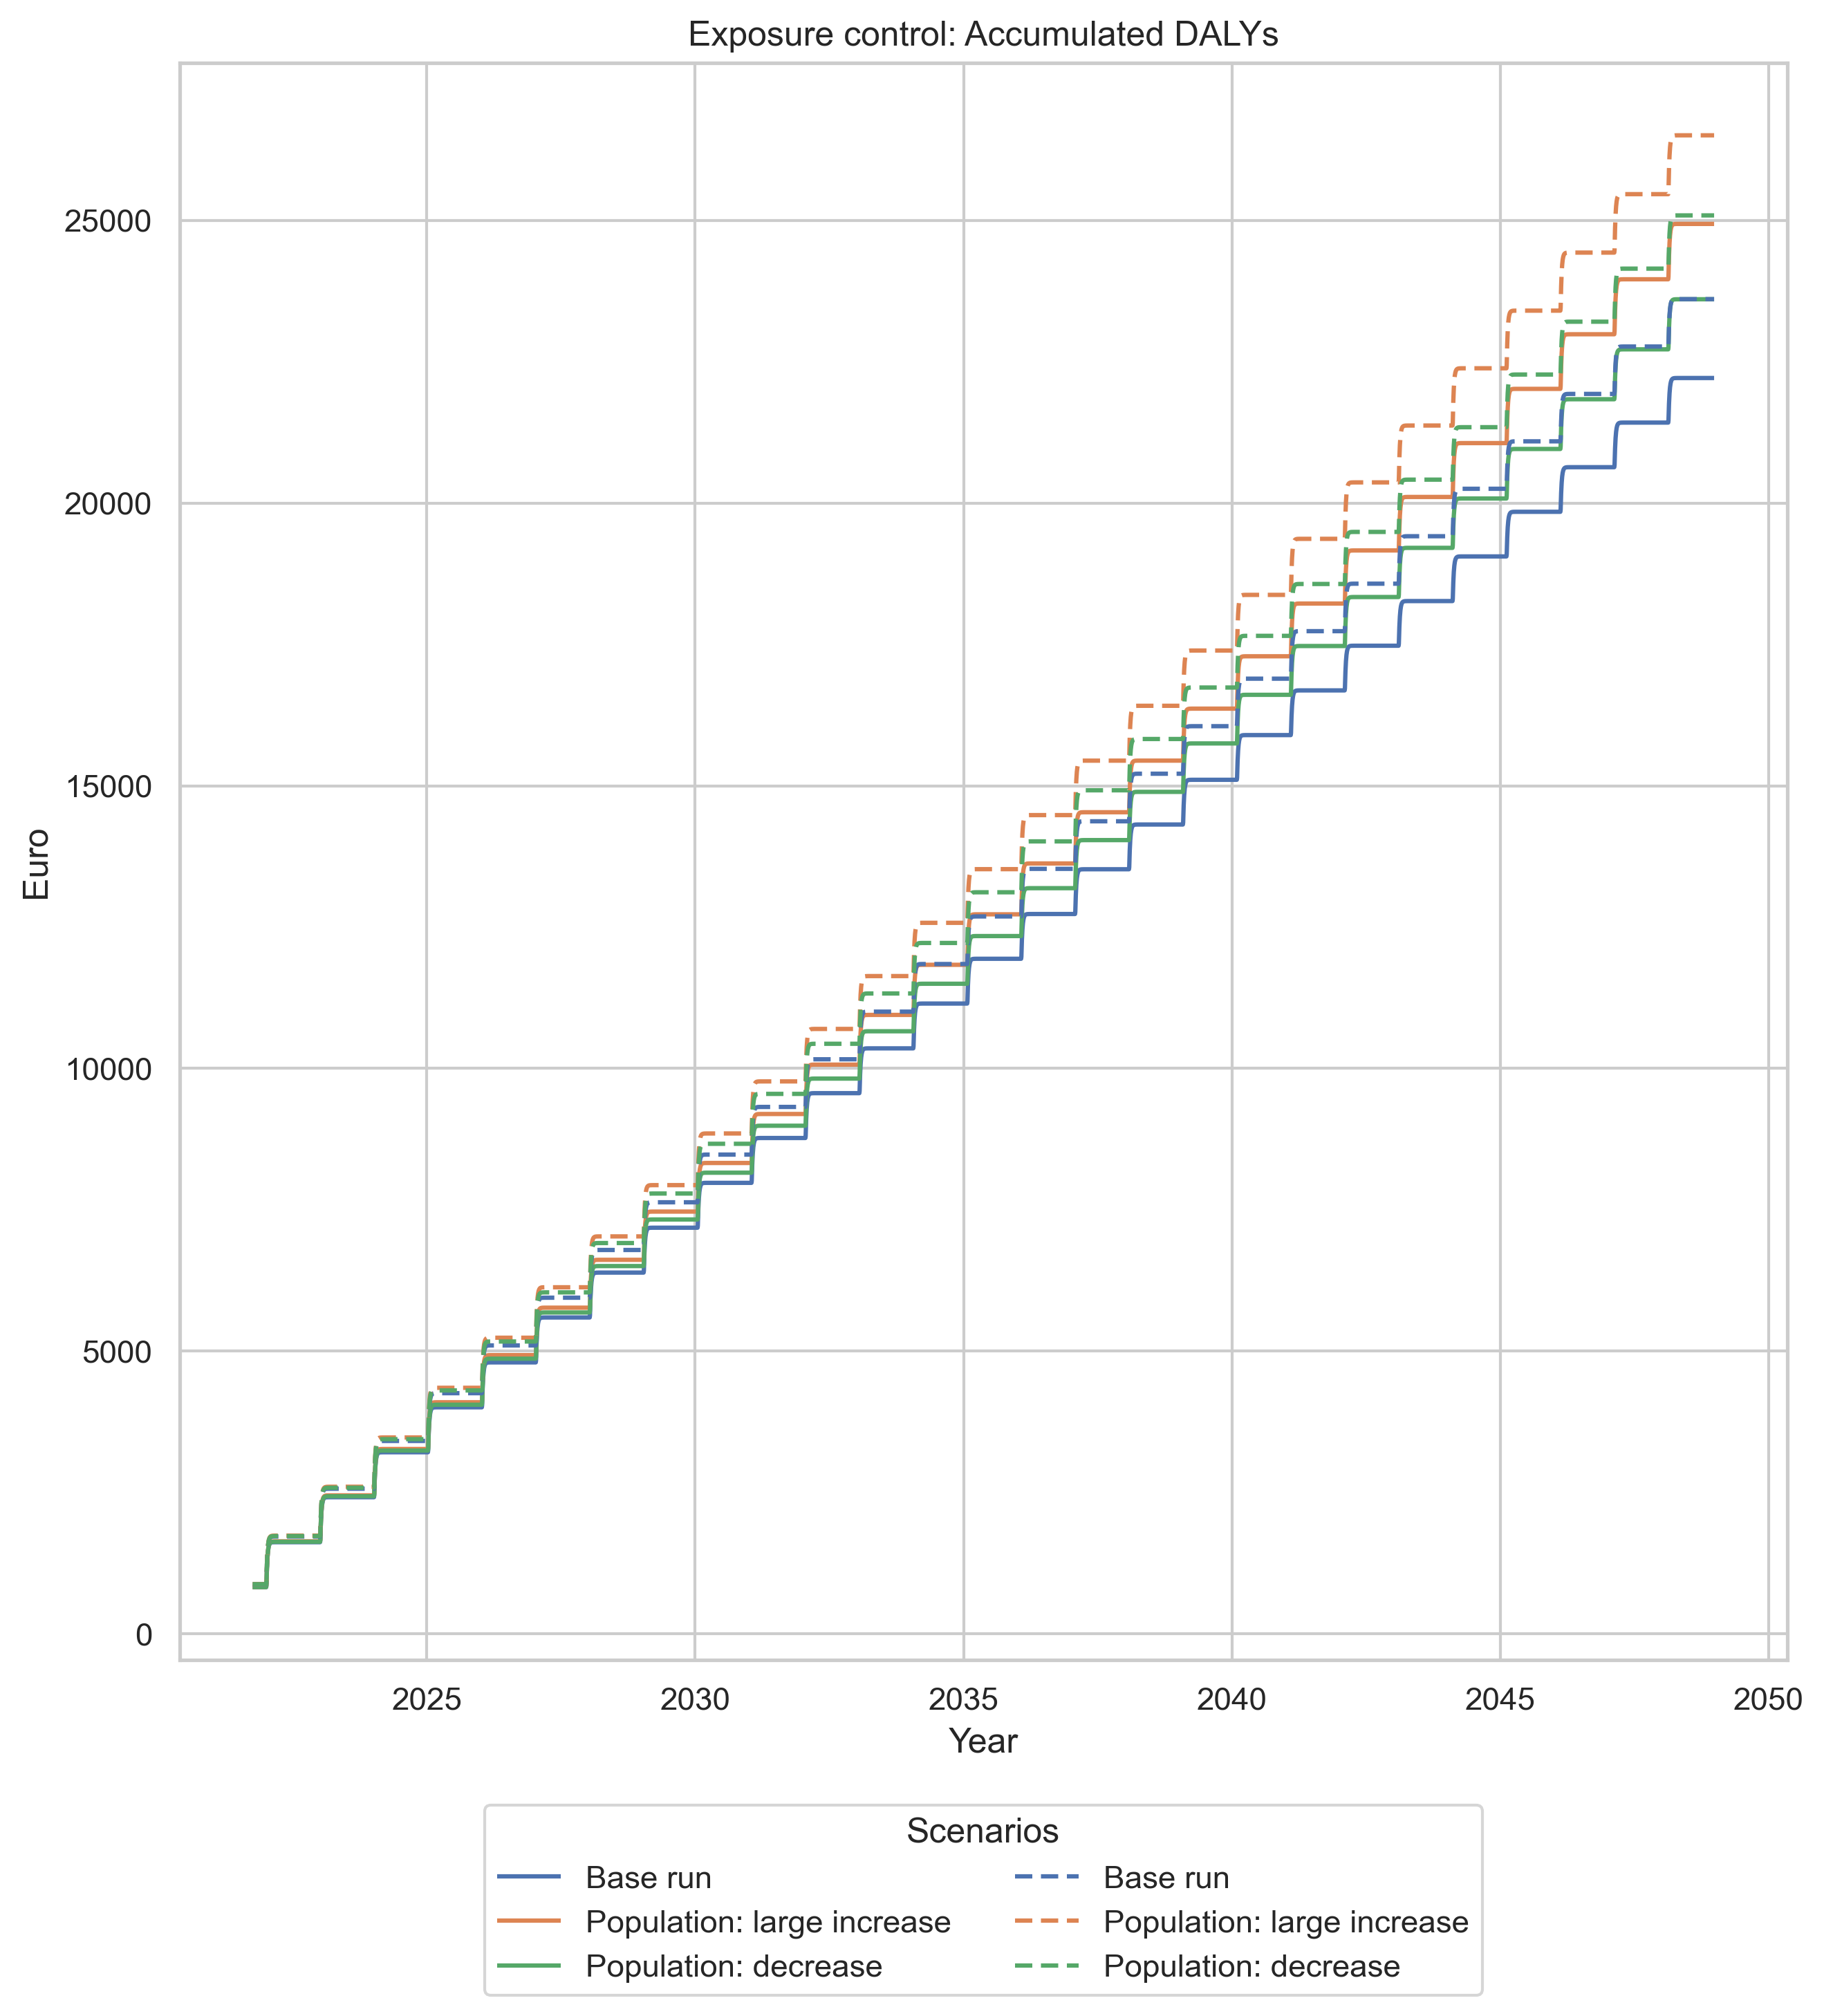 Exposure control: Accumulated DALYs
25000
20000
15000
10000
5000
0
Euro
2025 2030 2035 2040 2045 2050
Year
Scenarios
Base run
Population: large increase
Population: decrease
Base run
Population: large increase
Population: decrease